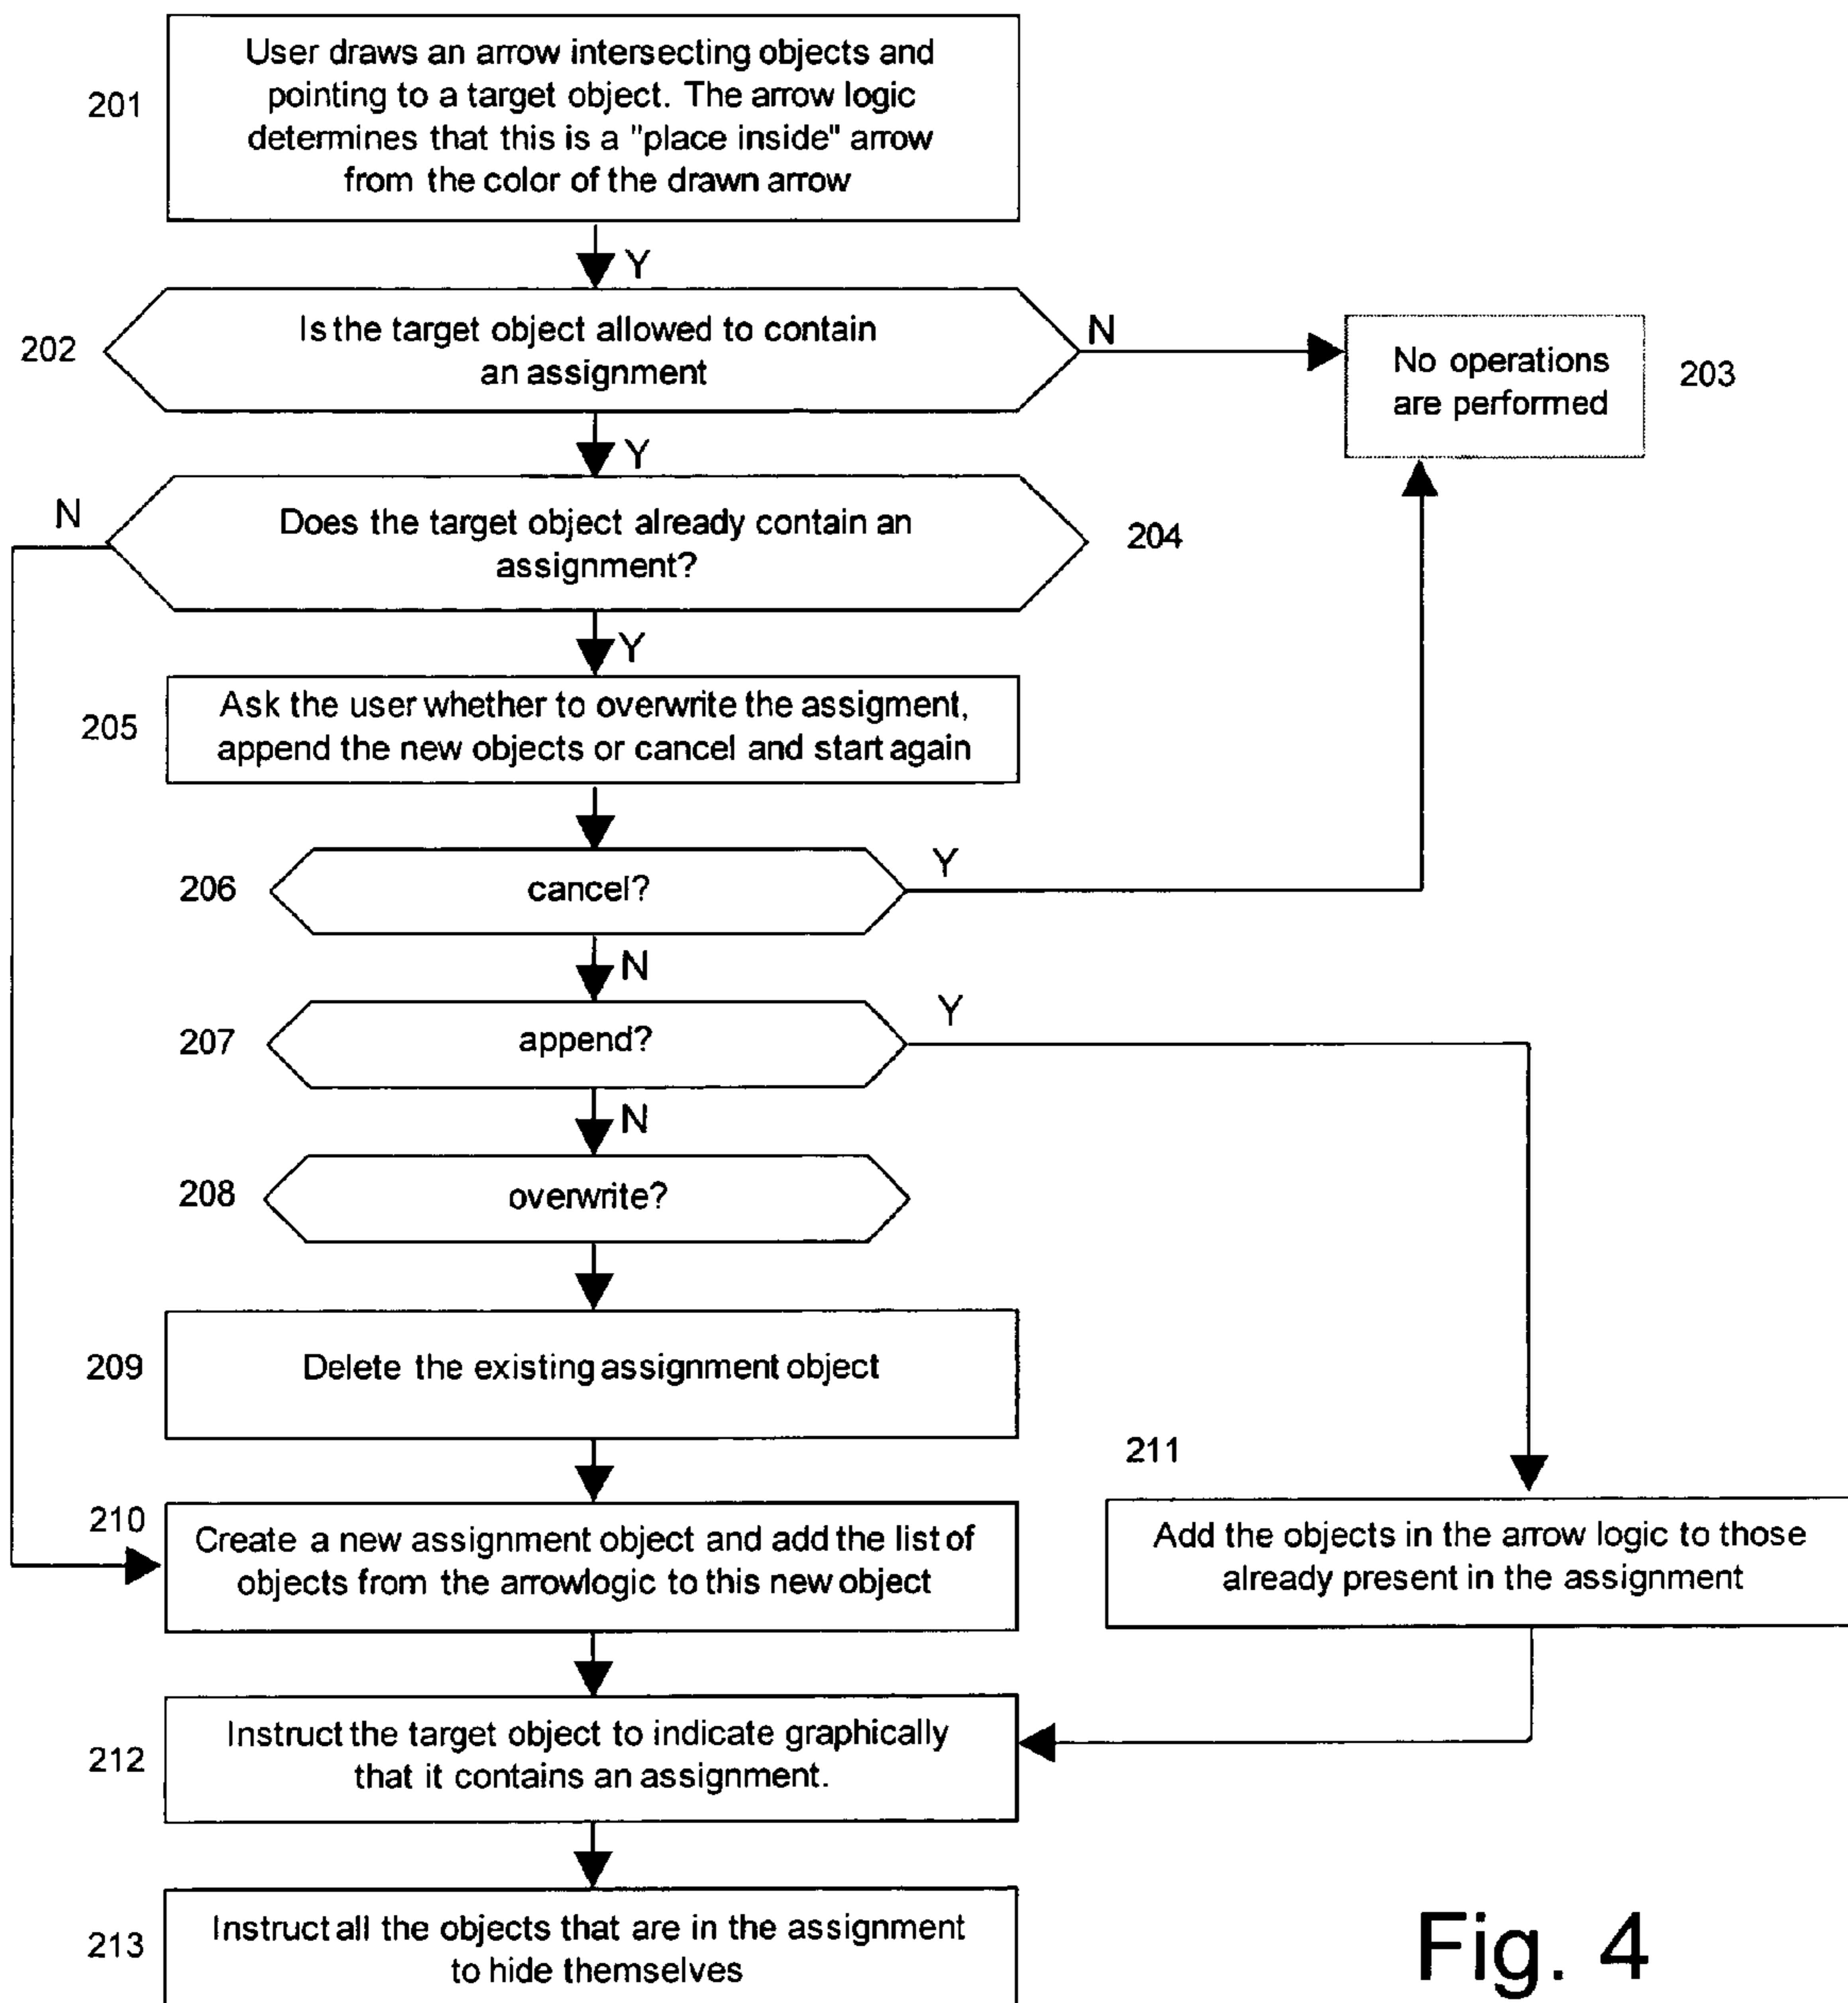 User draws an arrow intersecting objects and
pointing to a target object. The arrow logic
determines that this is a "place inside" arrow
from the color of the drawn arrow
201
Y
Is the target object allowed to contain
an assignment
202
N
No operations
are performed
203
Y
N
Does the target object already contain an
assignment?
204
Y
205
Ask the user whether to overwrite the assigment,
append the new objects or cancel and start again
206
cancel?
Y
N
207
append?
Y
N
208
overwrite?
209
Delete the existing assignment object
211
210
Create a new assignment object and add the list of
objects from the arrowlogic to this new object
Add the objects in the arrow logic to those
already present in the assignment
212
Instruct the target object to indicate graphically
that it contains an assignment.
213
Instruct all the objects that are in the assignment
to hide themselves
Fig. 4